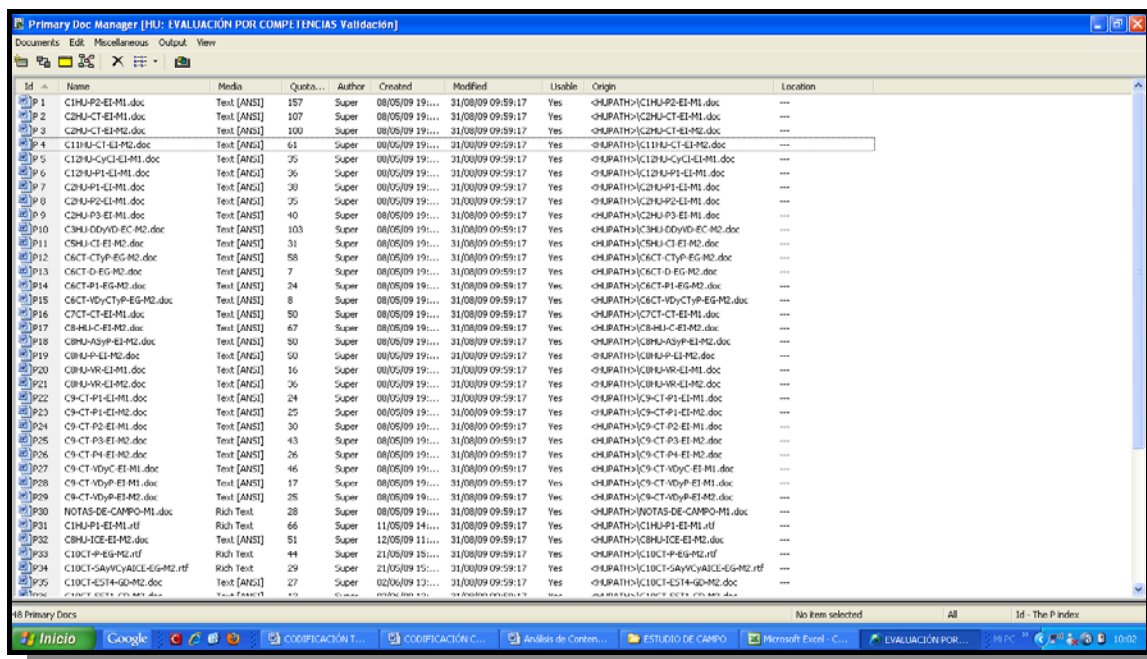 Primary Doc Manager [HU: EVALUACIÓN POR COMPETENCIAS Validación]
Documents Edit Miscellaneous Output View
Id Name Media Quota... Author Created Modified Usable Origin Location
P 1 C1HU-P2-EI-M1.doc Text [ANSI] 157 Super 08/05/09 19:... 31/08/09 09:59:17 Yes <HUPATH>\C1HU-P2-EI-M1.doc ---
P 2 C2HU-CT-EI-M1.doc Text [ANSI] 107 Super 08/05/09 19:... 31/08/09 09:59:17 Yes <HUPATH>\C2HU-CT-EI-M1.doc ---
P 3 C2HU-CT-EI-M2.doc Text [ANSI] 100 Super 08/05/09 19:... 31/08/09 09:59:17 Yes <HUPATH>\C2HU-CT-EI-M2.doc ---
P 4 C11HU-CT-EI-M2.doc Text [ANSI] 61 Super 08/05/09 19:... 31/08/09 09:59:17 Yes <HUPATH>\C11HU-CT-EI-M2.doc ---
P 5 C12HU-CyCI-EI-M1.doc Text [ANSI] 35 Super 08/05/09 19:... 31/08/09 09:59:17 Yes <HUPATH>\C12HU-CyCI-EI-M1.doc ---
P 6 C12HU-P1-EI-M1.doc Text [ANSI] 36 Super 08/05/09 19:... 31/08/09 09:59:17 Yes <HUPATH>\C12HU-P1-EI-M1.doc ---
P 7 C2HU-P1-EI-M1.doc Text [ANSI] 38 Super 08/05/09 19:... 31/08/09 09:59:17 Yes <HUPATH>\C2HU-P1-EI-M1.doc ---
P 8 C2HU-P2-EI-M1.doc Text [ANSI] 35 Super 08/05/09 19:... 31/08/09 09:59:17 Yes <HUPATH>\C2HU-P2-EI-M1.doc ---
P 9 C2HU-P3-EI-M1.doc Text [ANSI] 40 Super 08/05/09 19:... 31/08/09 09:59:17 Yes <HUPATH>\C2HU-P3-EI-M1.doc ---
P10 C3HU-DDyVD-EC-M2.doc Text [ANSI] 103 Super 08/05/09 19:... 31/08/09 09:59:17 Yes <HUPATH>\C3HU-DDyVD-EC-M2.doc ---
P11 C5HU-CI-EI-M2.doc Text [ANSI] 31 Super 08/05/09 19:... 31/08/09 09:59:17 Yes <HUPATH>\C5HU-CI-EI-M2.doc ---
P12 C6CT-CTyP-EG-M2.doc Text [ANSI] 58 Super 08/05/09 19:... 31/08/09 09:59:17 Yes <HUPATH>\C6CT-CTyP-EG-M2.doc ---
P13 C6CT-D-EG-M2.doc Text [ANSI] 7 Super 08/05/09 19:... 31/08/09 09:59:17 Yes <HUPATH>\C6CT-D-EG-M2.doc ---
P14 C6CT-P1-EG-M2.doc Text [ANSI] 24 Super 08/05/09 19:... 31/08/09 09:59:17 Yes <HUPATH>\C6CT-P1-EG-M2.doc ---
P15 C6CT-VDyCTyP-EG-M2.doc Text [ANSI] 8 Super 08/05/09 19:... 31/08/09 09:59:17 Yes <HUPATH>\C6CT-VDyCTyP-EG-M2.doc ---
P16 C7CT-CT-EI-M1.doc Text [ANSI] 50 Super 08/05/09 19:... 31/08/09 09:59:17 Yes <HUPATH>\C7CT-CT-EI-M1.doc ---
P17 C8-HU-C-EI-M2.doc Text [ANSI] 67 Super 08/05/09 19:... 31/08/09 09:59:17 Yes <HUPATH>\C8-HU-C-EI-M2.doc ---
P18 C8HU-ASyP-EI-M2.doc Text [ANSI] 50 Super 08/05/09 19:... 31/08/09 09:59:17 Yes <HUPATH>\C8HU-ASyP-EI-M2.doc ---
P19 C8HU-P-EI-M2.doc Text [ANSI] 50 Super 08/05/09 19:... 31/08/09 09:59:17 Yes <HUPATH>\C8HU-P-EI-M2.doc ---
P20 C8HU-VR-EI-M1.doc Text [ANSI] 16 Super 08/05/09 19:... 31/08/09 09:59:17 Yes <HUPATH>\C8HU-VR-EI-M1.doc ---
P21 C8HU-VR-EI-M2.doc Text [ANSI] 36 Super 08/05/09 19:... 31/08/09 09:59:17 Yes <HUPATH>\C8HU-VR-EI-M2.doc ---
P22 C9-CT-P1-EI-M1.doc Text [ANSI] 24 Super 08/05/09 19:... 31/08/09 09:59:17 Yes <HUPATH>\C9-CT-P1-EI-M1.doc ---
P23 C9-CT-P1-EI-M2.doc Text [ANSI] 25 Super 08/05/09 19:... 31/08/09 09:59:17 Yes <HUPATH>\C9-CT-P1-EI-M2.doc ---
P24 C9-CT-P2-EI-M1.doc Text [ANSI] 30 Super 08/05/09 19:... 31/08/09 09:59:17 Yes <HUPATH>\C9-CT-P2-EI-M1.doc ---
P25 C9-CT-P3-EI-M2.doc Text [ANSI] 43 Super 08/05/09 19:... 31/08/09 09:59:17 Yes <HUPATH>\C9-CT-P3-EI-M2.doc ---
P26 C9-CT-P4-EI-M2.doc Text [ANSI] 26 Super 08/05/09 19:... 31/08/09 09:59:17 Yes <HUPATH>\C9-CT-P4-EI-M2.doc ---
P27 C9-CT-VDyC-EI-M1.doc Text [ANSI] 46 Super 08/05/09 19:... 31/08/09 09:59:17 Yes <HUPATH>\C9-CT-VDyC-EI-M1.doc ---
P28 C9-CT-VDyP-EI-M1.doc Text [ANSI] 17 Super 08/05/09 19:... 31/08/09 09:59:17 Yes <HUPATH>\C9-CT-VDyP-EI-M1.doc ---
P29 C9-CT-VDyP-EI-M2.doc Text [ANSI] 25 Super 08/05/09 19:... 31/08/09 09:59:17 Yes <HUPATH>\C9-CT-VDyP-EI-M2.doc ---
P30 NOTAS-DE-CAMPO-M1.doc Rich Text 28 Super 08/05/09 19:... 31/08/09 09:59:17 Yes <HUPATH>\NOTAS-DE-CAMPO-M1.doc ---
P31 C1HU-P1-EI-M1.rtf Rich Text 66 Super 11/05/09 14:... 31/08/09 09:59:17 Yes <HUPATH>\C1HU-P1-EI-M1.rtf ---
P32 C8HU-ICE-EI-M2.doc Text [ANSI] 51 Super 12/05/09 11:... 31/08/09 09:59:17 Yes <HUPATH>\C8HU-ICE-EI-M2.doc ---
P33 C10CT-P-EG-M2.rtf Rich Text 44 Super 21/05/09 15:... 31/08/09 09:59:17 Yes <HUPATH>\C10CT-P-EG-M2.rtf ---
P34 C10CT-SAyVCyAICE-EG-M2.rtf Rich Text 29 Super 21/05/09 15:... 31/08/09 09:59:17 Yes <HUPATH>\C10CT-SAyVCyAICE-EG-M2.rtf ---
P35 C10CT-EST4-GD-M2.doc Text [ANSI] 27 Super 02/06/09 13:... 31/08/09 09:59:17 Yes <HUPATH>\C10CT-EST4-GD-M2.doc ---
48 Primary Docs No item selected All Id - The P index
Inicio Google CODIFICACIÓN T... CODIFICACIÓN C... Análisis de Conten... ESTUDIO DE CAMPO Microsoft Excel - C... EVALUACIÓN POR... MI PC » 10:02